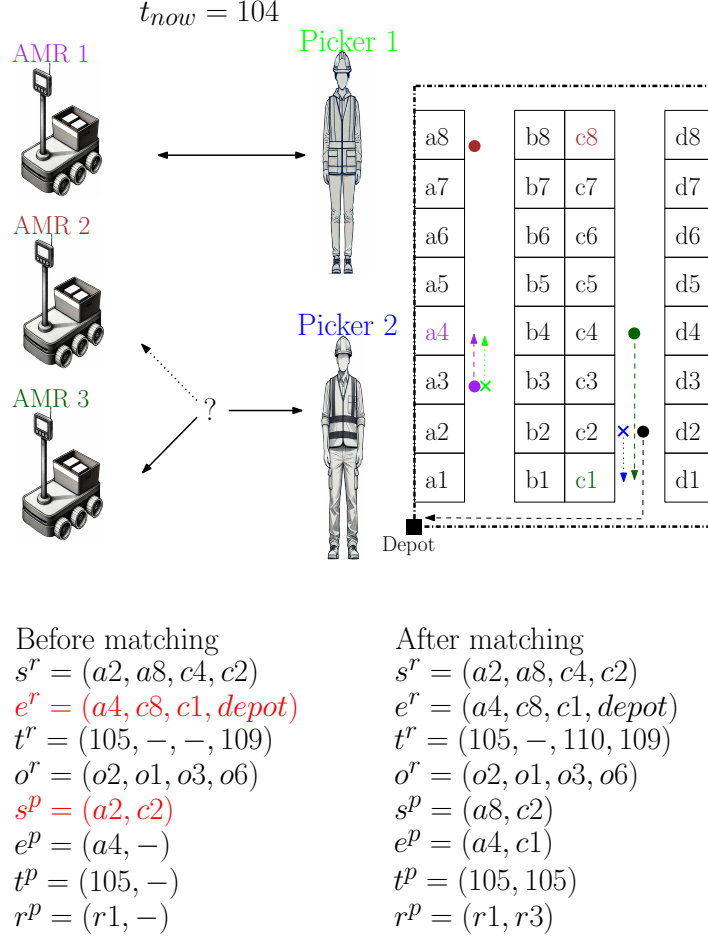 t_{now} = 104
AMR 1
Picker 1
AMR 2
Picker 2
AMR 3
?
a8 b8 c8 d8
a7 b7 c7 d7
a6 b6 c6 d6
a5 b5 c5 d5
a4 b4 c4 d4
a3 b3 c3 d3
a2 b2 c2 d2
a1 b1 c1 d1
Depot
Before matching
s^r = (a2, a8, c4, c2)
e^r = (a4, c8, c1, depot)
t^r = (105, −, −, 109)
o^r = (o2, o1, o3, o6)
s^p = (a2, c2)
e^p = (a4, −)
t^p = (105, −)
r^p = (r1, −)
After matching
s^r = (a2, a8, c4, c2)
e^r = (a4, c8, c1, depot)
t^r = (105, −, 110, 109)
o^r = (o2, o1, o3, o6)
s^p = (a8, c2)
e^p = (a4, c1)
t^p = (105, 105)
r^p = (r1, r3)